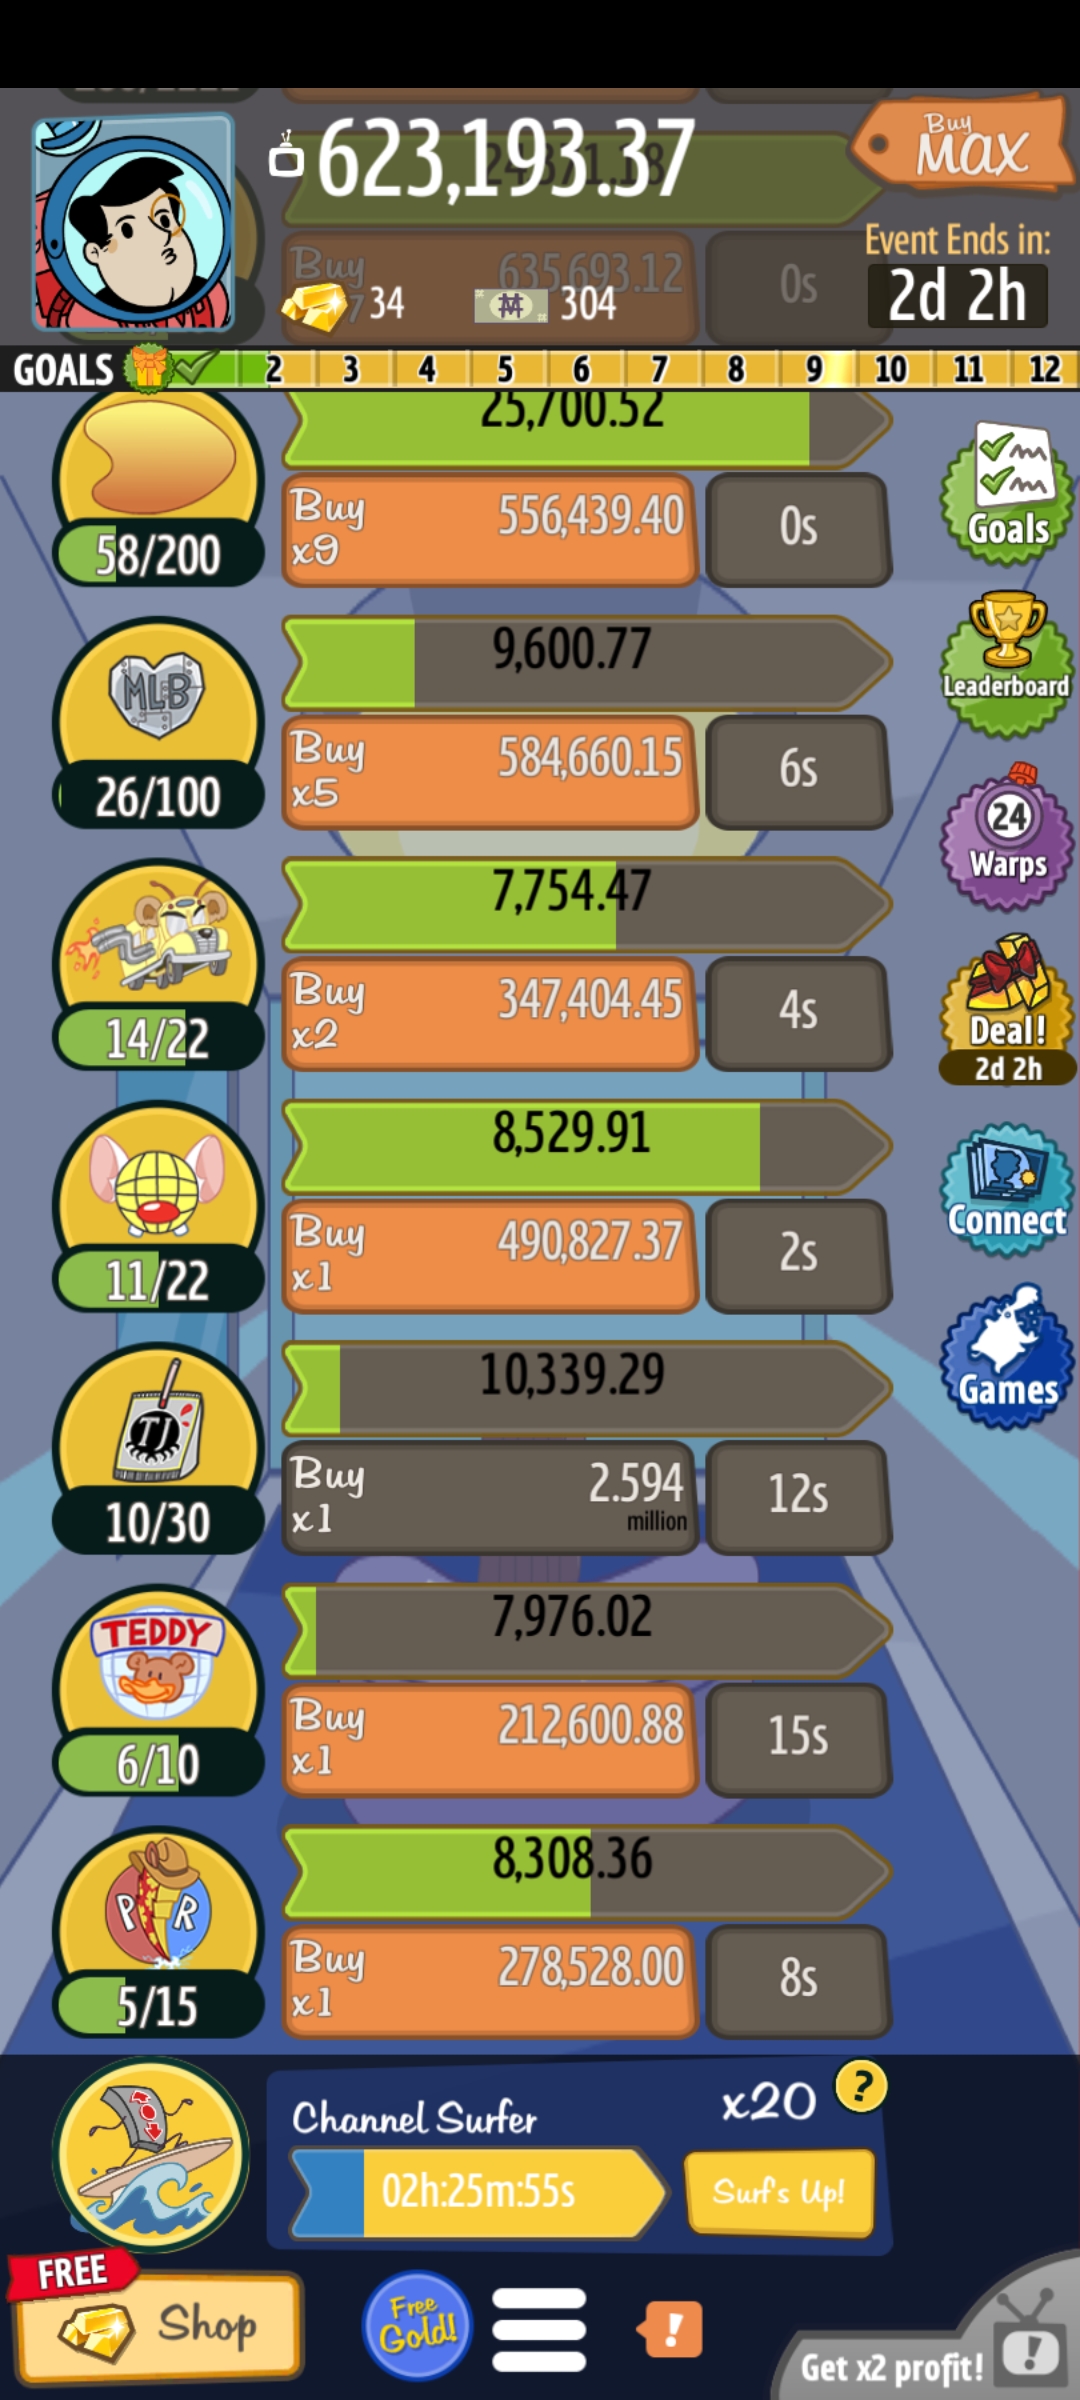 623,193.37
Buy
MAX
Event Ends in:
2d 2h
Buy
635,693.12
0s
34
304
GOALS
2 3 4 5 6 7 8 9 10 11 12
25,700.52
58/200
Buy
x9
556,439.40
0s
Goals
9,600.77
MLB
26/100
Buy
x5
584,660.15
6s
Leaderboard
7,754.47
14/22
Buy
x2
347,404.45
4s
24
Warps
8,529.91
11/22
Buy
x1
490,827.37
2s
Deal!
2d 2h
10,339.29
TJ
10/30
Buy
x1
2.594
million
12s
Connect
Games
7,976.02
TEDDY
6/10
Buy
x1
212,600.88
15s
8,308.36
P R
5/15
Buy
x1
278,528.00
8s
Channel Surfer
x20
?
02h:25m:55s
Surf's Up!
FREE
Shop
Free
Gold!
!
Get x2 profit!
!